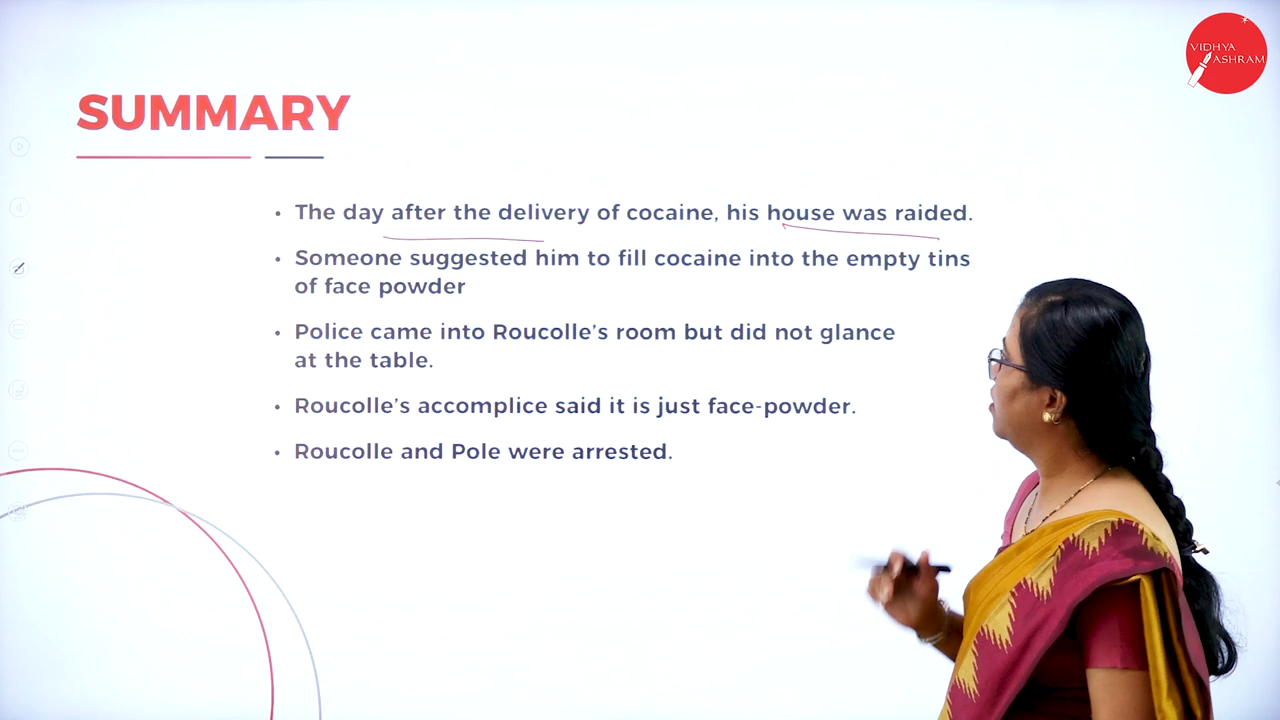 VIDHYA
ASHRAM
SUMMARY
• The day after the delivery of cocaine, his house was raided.
• Someone suggested him to fill cocaine into the empty tins
of face powder
• Police came into Roucolle's room but did not glance
at the table.
• Roucolle's accomplice said it is just face-powder.
• Roucolle and Pole were arrested.